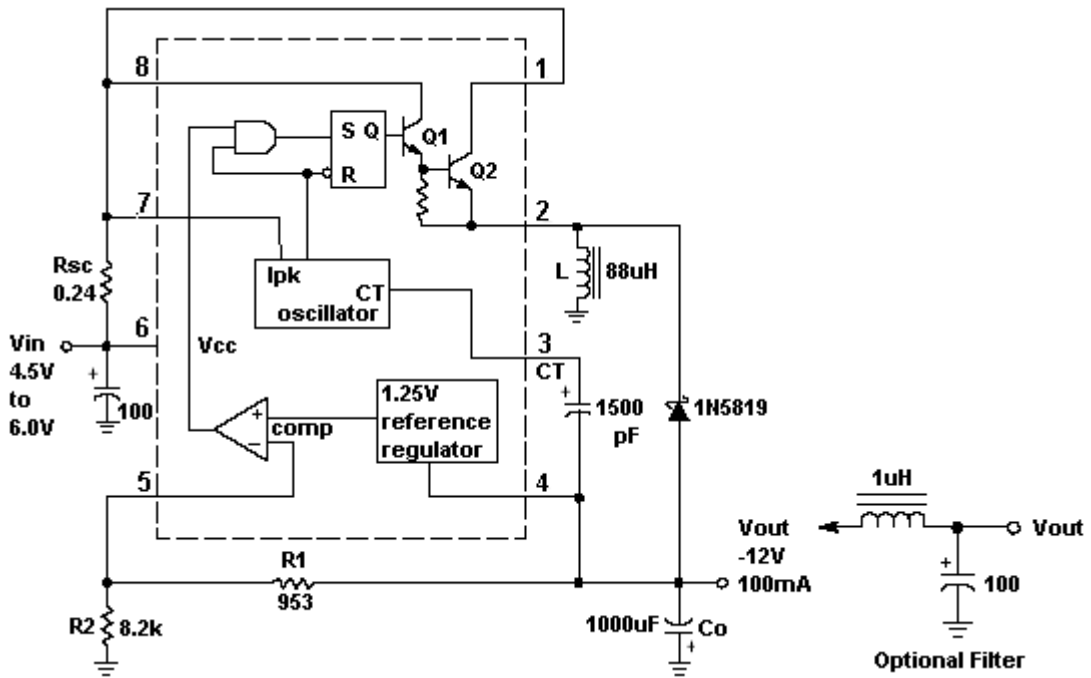 8
1
S Q
Q1
R
Q2
7
2
Rsc
0.24
Ipk
CT
oscillator
L
88uH
6
Vin
4.5V
to
6.0V
Vcc
3
CT
+
100
1.25V
reference
regulator
+
comp
−
+
1500
pF
1N5819
5
4
1uH
R1
953
Vout
-12V
100mA
Vout
R2
8.2k
1000uF
Co
+
+
100
Optional Filter